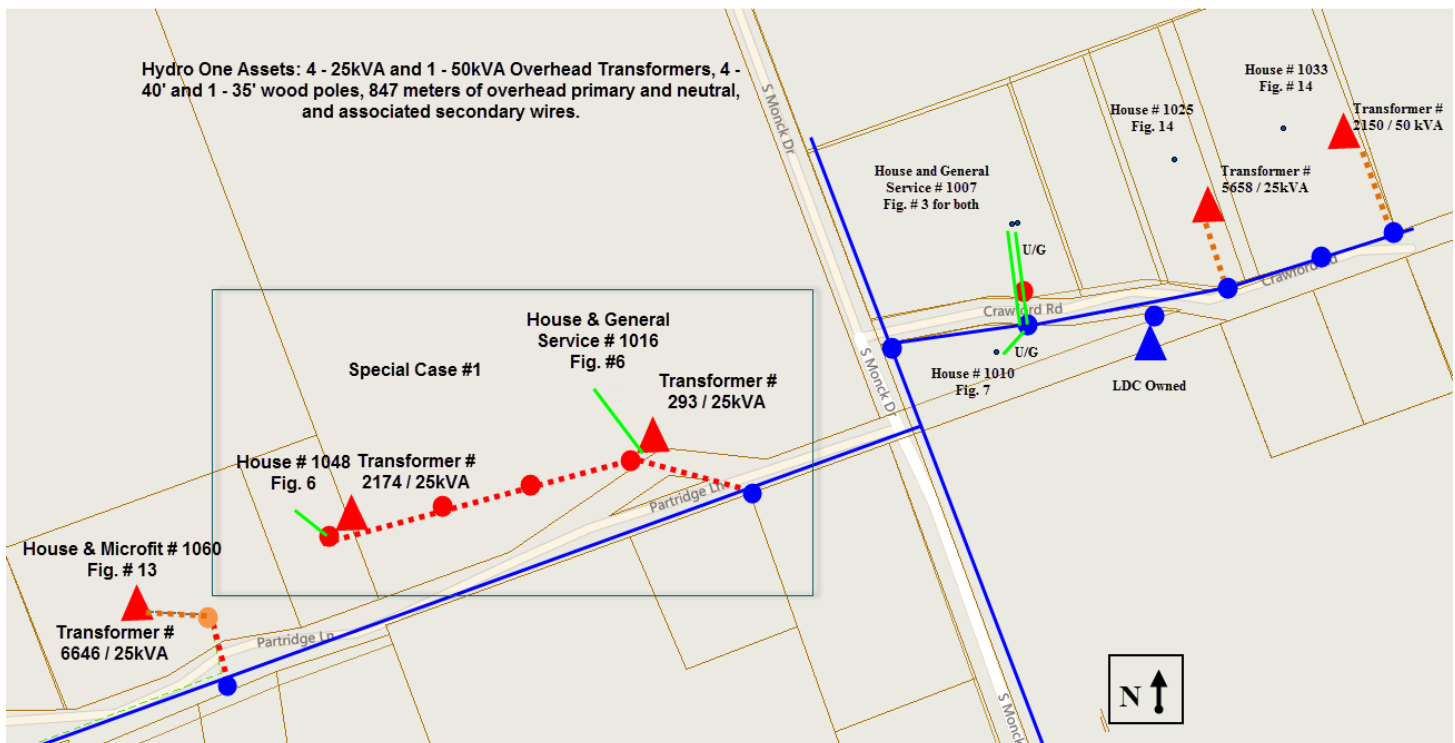 Hydro One Assets: 4 - 25kVA and 1 - 50kVA Overhead Transformers, 4 -
40' and 1 - 35' wood poles, 847 meters of overhead primary and neutral,
and associated secondary wires.
S Monck Dr
House # 1033
Fig. # 14
House # 1025
Fig. 14
Transformer #
2150 / 50 kVA
House and General
Service # 1007
Fig. # 3 for both
Transformer #
5658 / 25kVA
U/G
Crawford Rd
Crawford Rd
U/G
House # 1010
Fig. 7
LDC Owned
S Monck Dr
House & General
Service # 1016
Fig. #6
Special Case #1
Transformer #
293 / 25kVA
House # 1048
Fig. 6
Transformer #
2174 / 25kVA
Partridge Ln
House & Microfit # 1060
Fig. # 13
Transformer #
6646 / 25kVA
Partridge Ln
N
S Monck